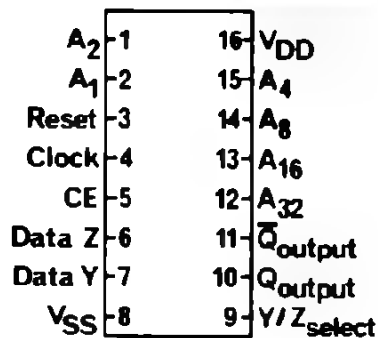 A2 1 16 VDD
A1 2 15 A4
Reset 3 14 A8
Clock 4 13 A16
CE 5 12 A32
Data Z 6 11 Q̅output
Data Y 7 10 Qoutput
VSS 8 9 Y/Zselect